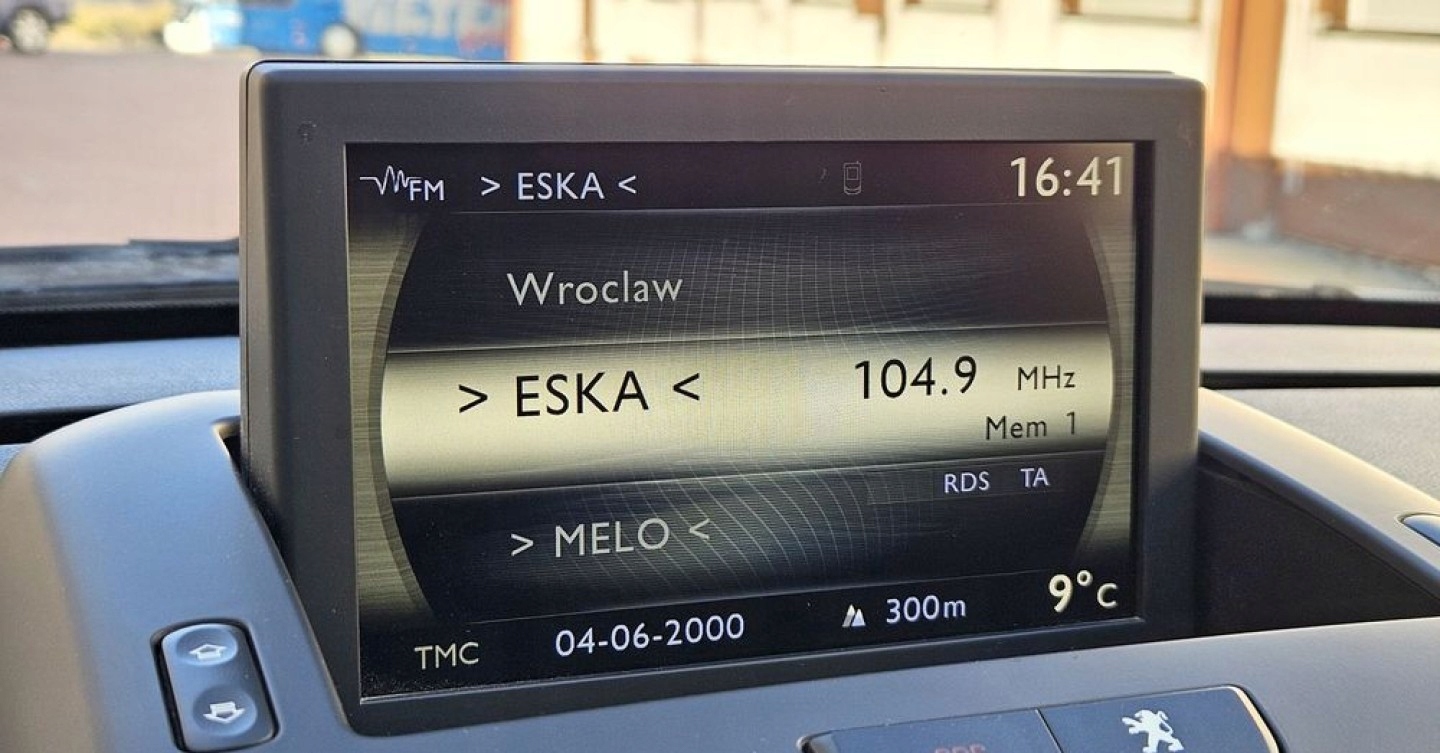 FM > ESKA < 16:41
Wroclaw
> ESKA < 104.9 MHz
Mem 1
RDS TA
> MELO <
TMC 04-06-2000 300m 9°C